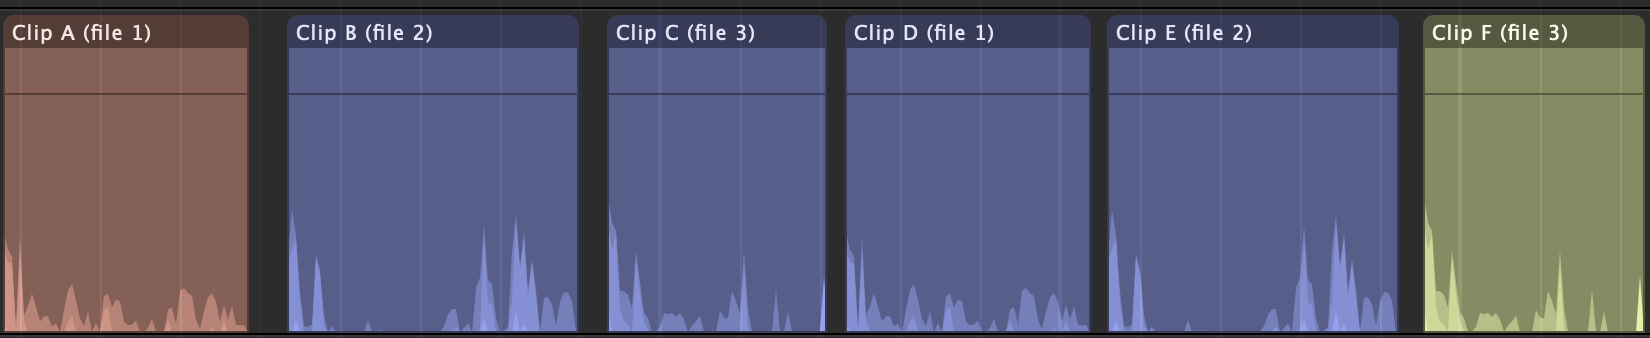 Clip A (file 1)
Clip B (file 2)
Clip C (file 3)
Clip D (file 1)
Clip E (file 2)
Clip F (file 3)